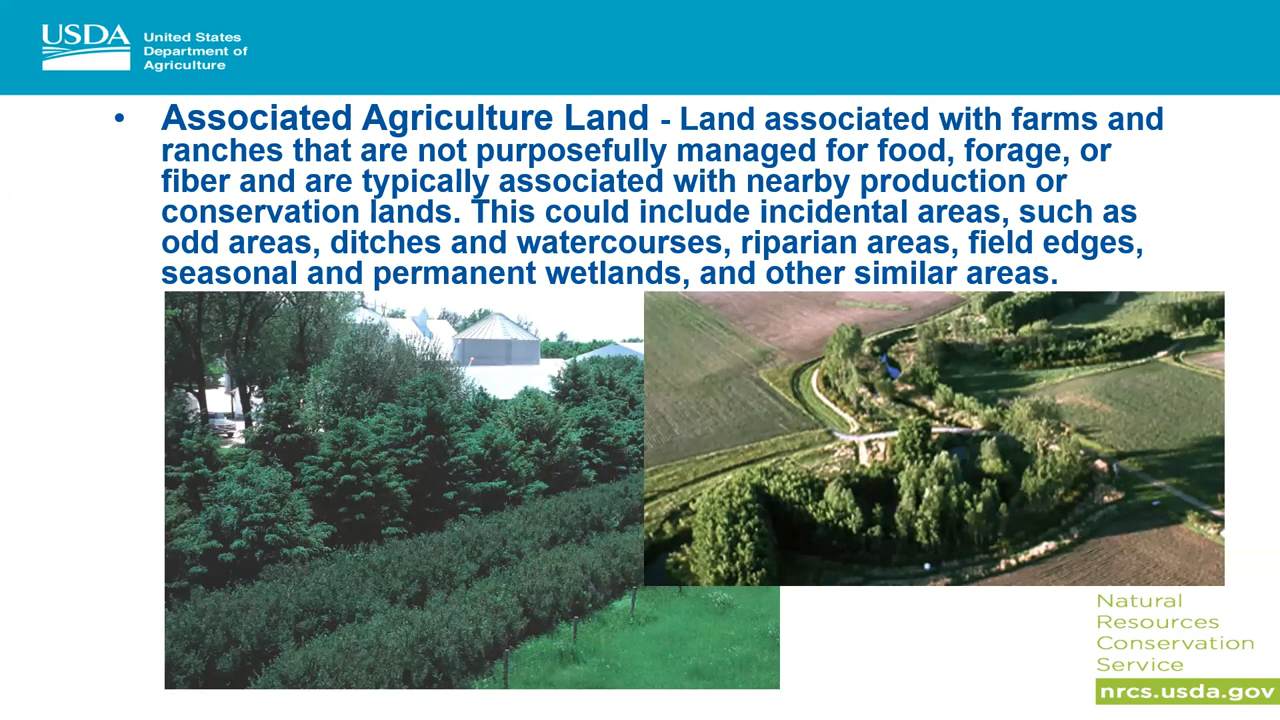 USDA
United States
Department of
Agriculture
• Associated Agriculture Land - Land associated with farms and
ranches that are not purposefully managed for food, forage, or
fiber and are typically associated with nearby production or
conservation lands. This could include incidental areas, such as
odd areas, ditches and watercourses, riparian areas, field edges,
seasonal and permanent wetlands, and other similar areas.
Natural
Resources
Conservation
Service
nrcs.usda.gov